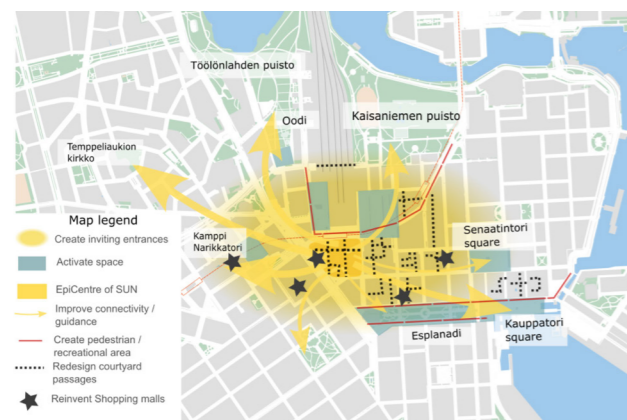 Töölönlahden puisto
Oodi
Kaisaniemen puisto
Temppeliaukion
kirkko
Map legend
Create inviting entrances
Activate space
EpiCentre of SUN
Improve connectivity /
guidance
Create pedestrian /
recreational area
Redesign courtyard
passages
Reinvent Shopping malls
Kamppi
Narikkatori
Senaatintori
square
Esplanadi
Kauppatori
square